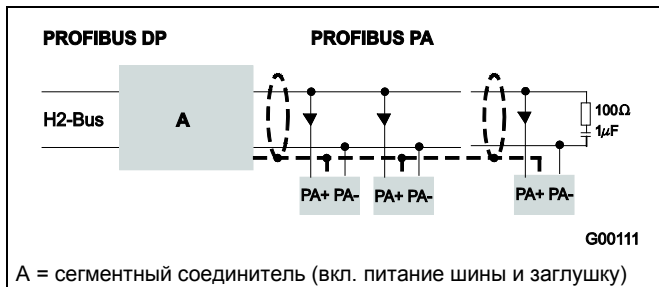 PROFIBUS DP PROFIBUS PA
H2-Bus A 100Ω
1µF
PA+ PA- PA+ PA- PA+ PA-
G00111
A = сегментный соединитель (вкл. питание шины и заглушку)